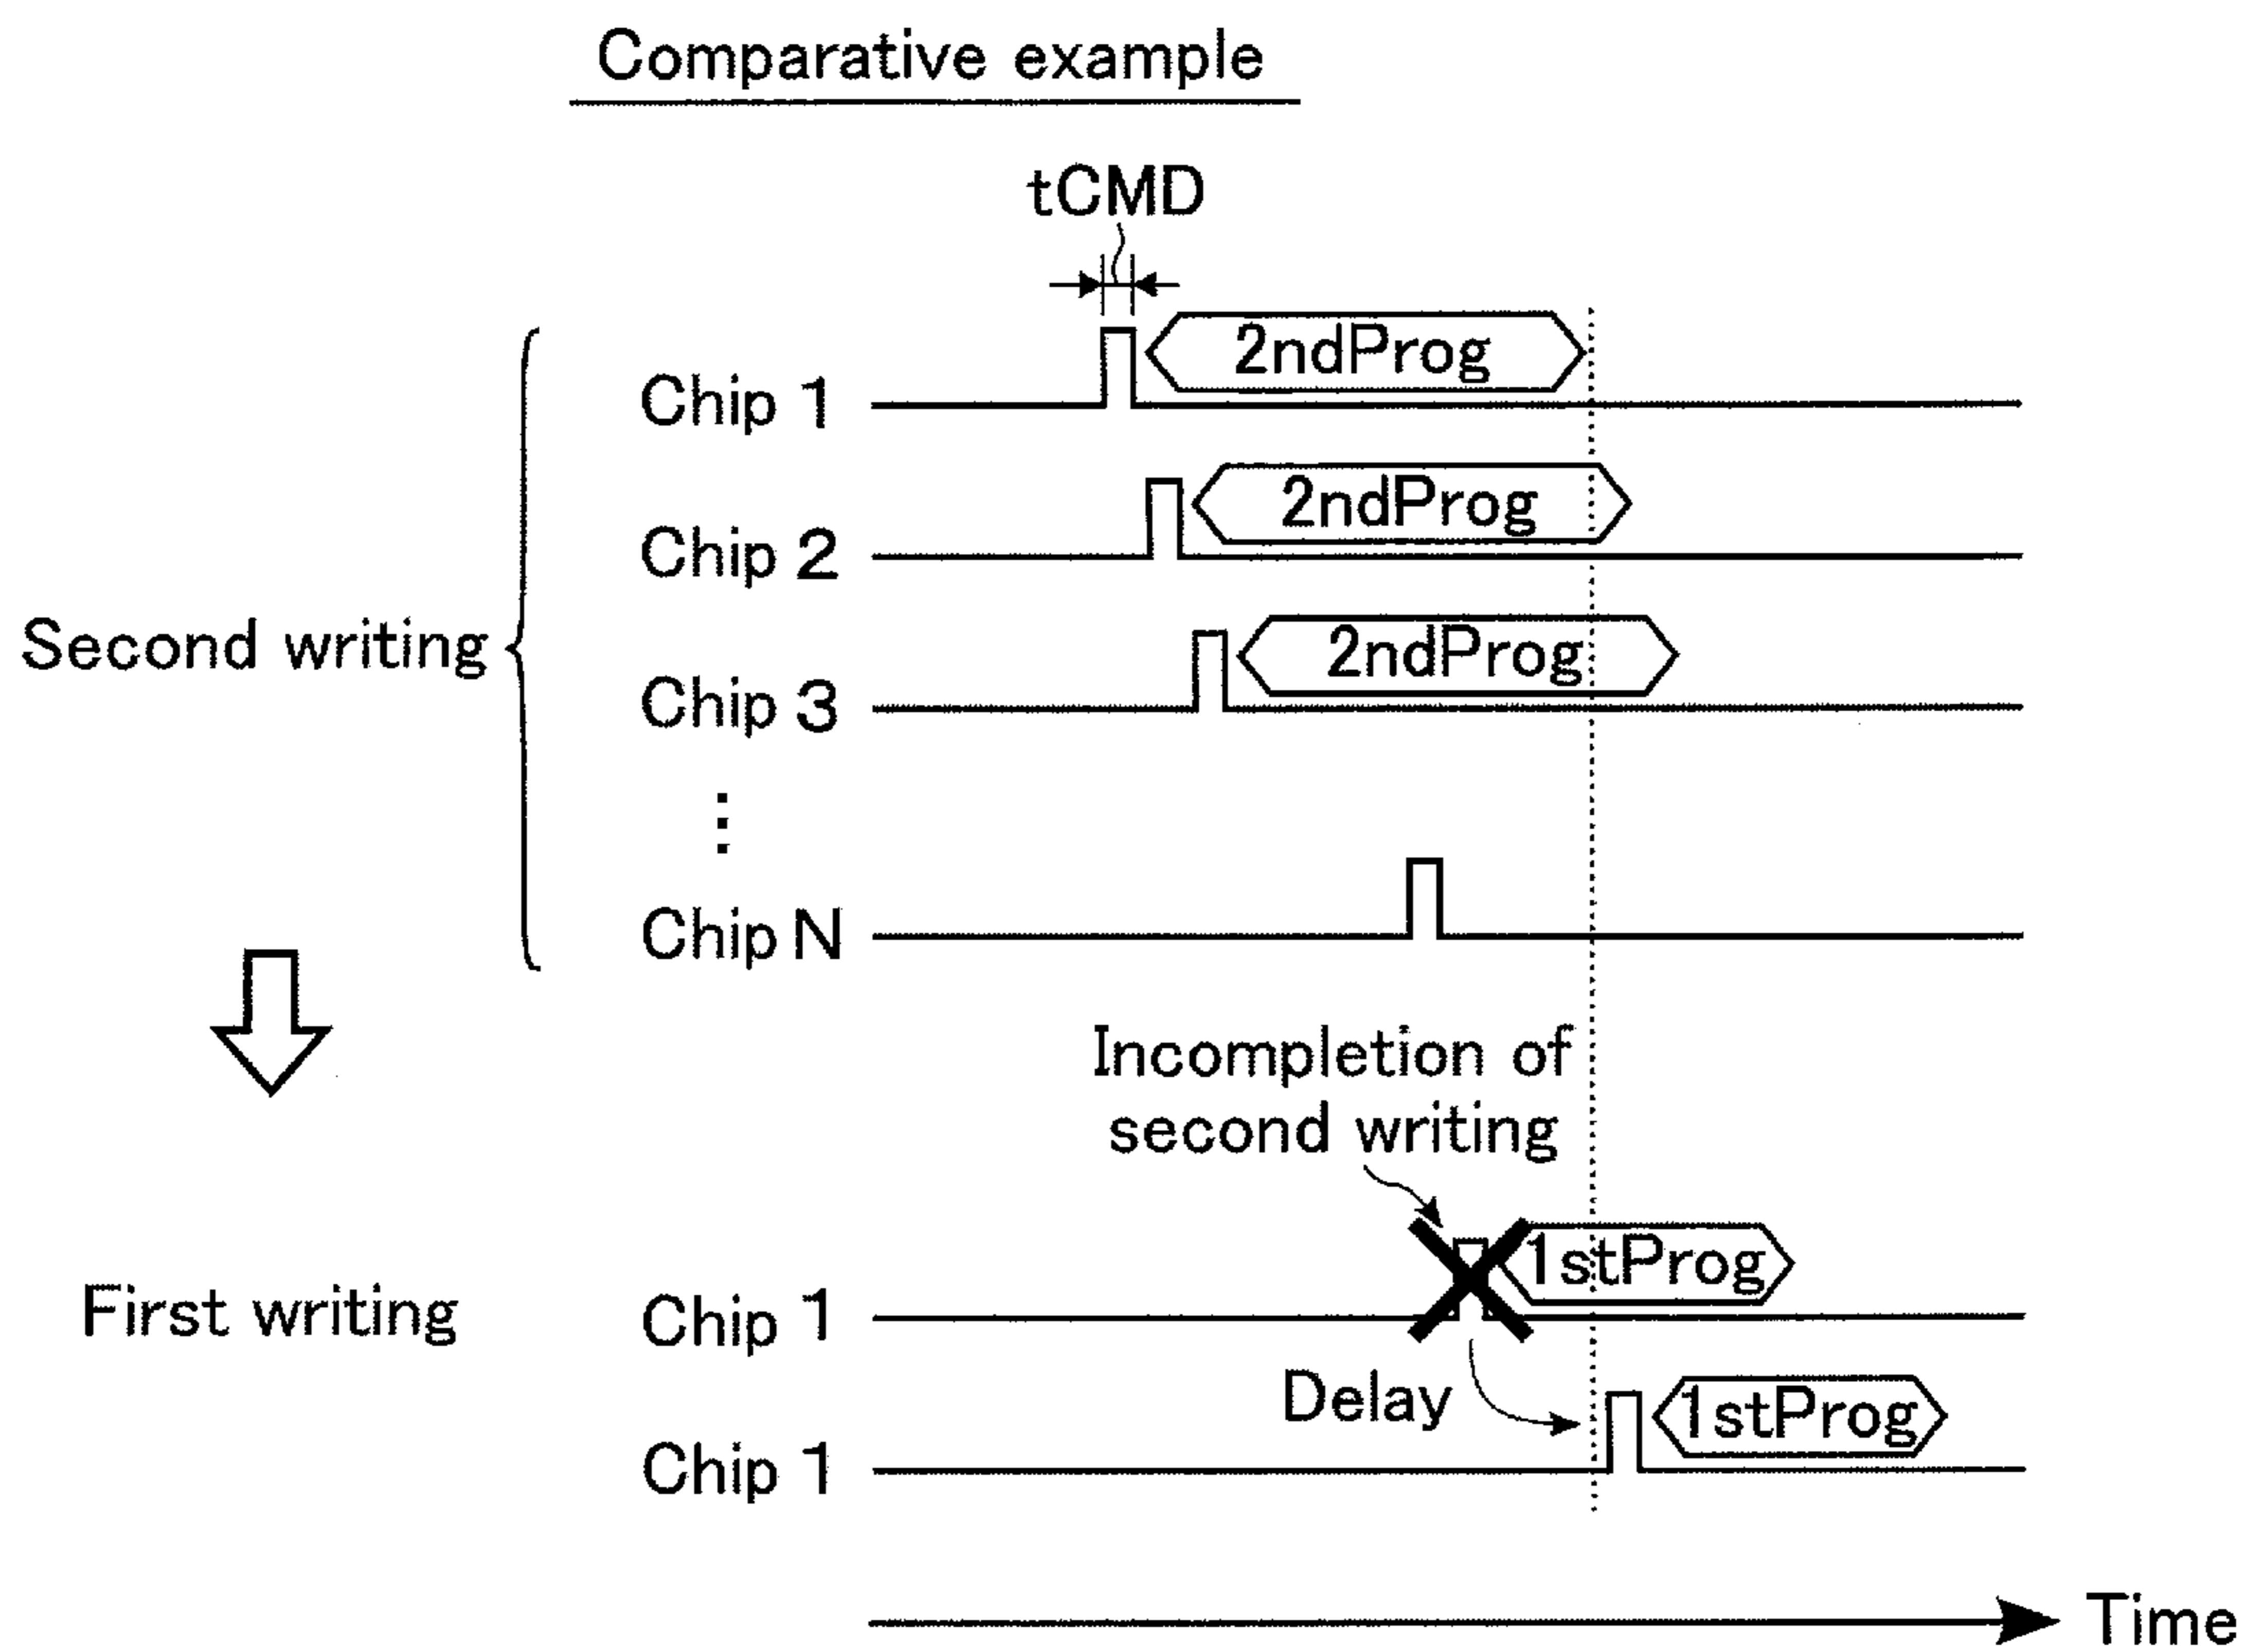 Comparative example
tCMD
2ndProg
Chip 1
2ndProg
Chip 2
Second writing
2ndProg
Chip 3
⋮
Chip N
Incompletion of
second writing
1stProg
First writing
Chip 1
Delay
1stProg
Chip 1
Time